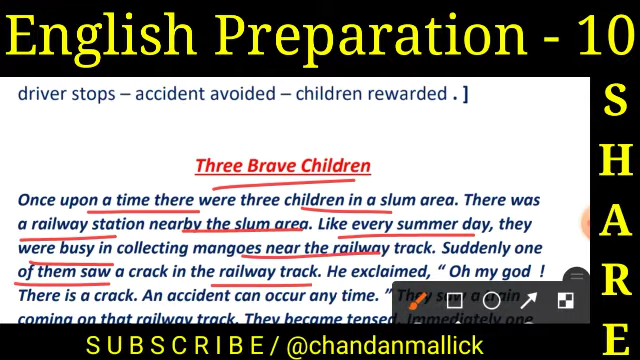 English Preparation - 10
driver stops – accident avoided – children rewarded . ]
Three Brave Children
Once upon a time there were three children in a slum area. There was
a railway station nearby the slum area. Like every summer day, they
were busy in collecting mangoes near the railway track. Suddenly one
of them saw a crack in the railway track. He exclaimed, “ Oh my god !
There is a crack. An accident can occur any time. ” They saw a train
coming on that railway track. They became tensed. Immediately one
SUBSCRIBE/ @chandanmallick
S
H
A
R
E